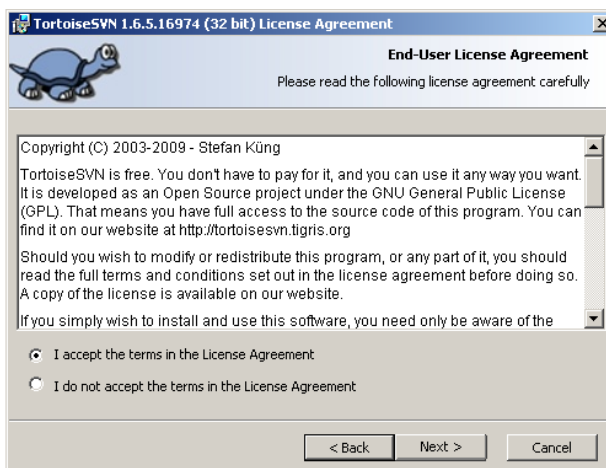 TortoiseSVN 1.6.5.16974 (32 bit) License Agreement
End-User License Agreement
Please read the following license agreement carefully
Copyright (C) 2003-2009 - Stefan Küng
TortoiseSVN is free. You don't have to pay for it, and you can use it any way you want.
It is developed as an Open Source project under the GNU General Public License
(GPL). That means you have full access to the source code of this program. You can
find it on our website at http://tortoisesvn.tigris.org
Should you wish to modify or redistribute this program, or any part of it, you should
read the full terms and conditions set out in the license agreement before doing so.
A copy of the license is available on our website.
If you simply wish to install and use this software, you need only be aware of the
I accept the terms in the License Agreement
I do not accept the terms in the License Agreement
< Back Next > Cancel